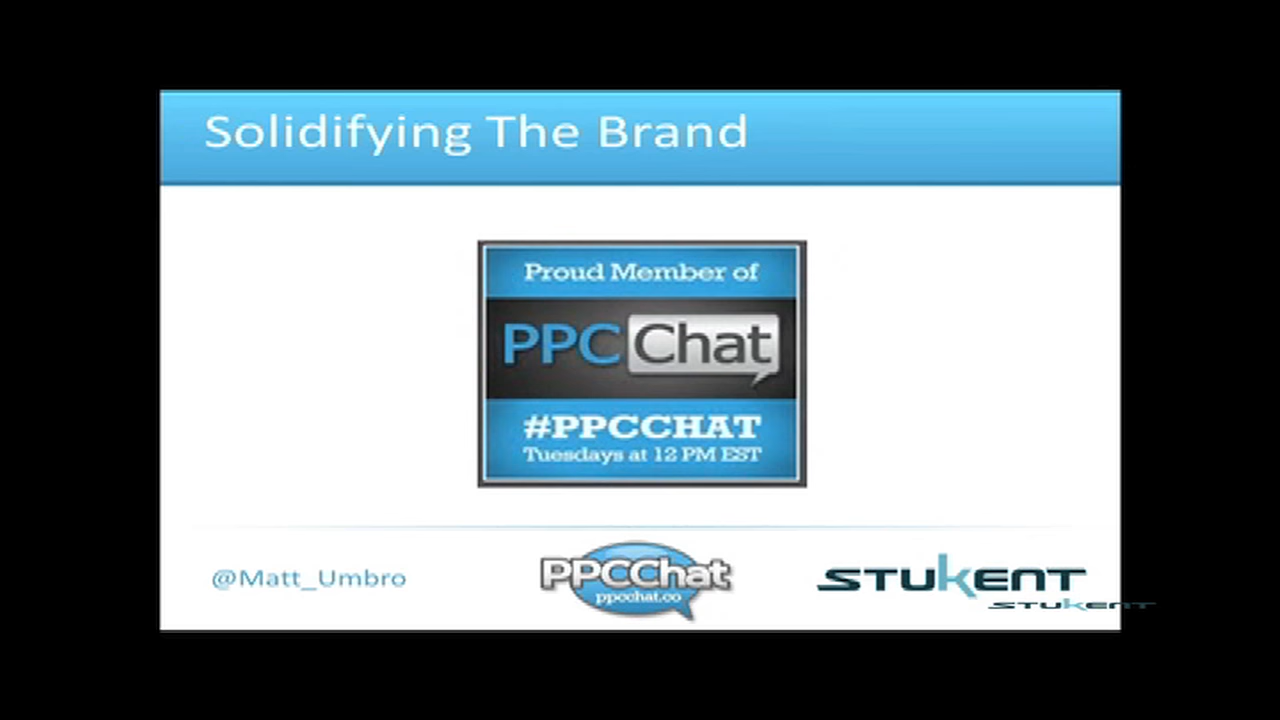 Solidifying The Brand
Proud Member of
PPC Chat
#PPCCHAT
Tuesdays at 12 PM EST
@Matt_Umbro
PPCChat
ppcchat.co
STUKENT
STUKENT